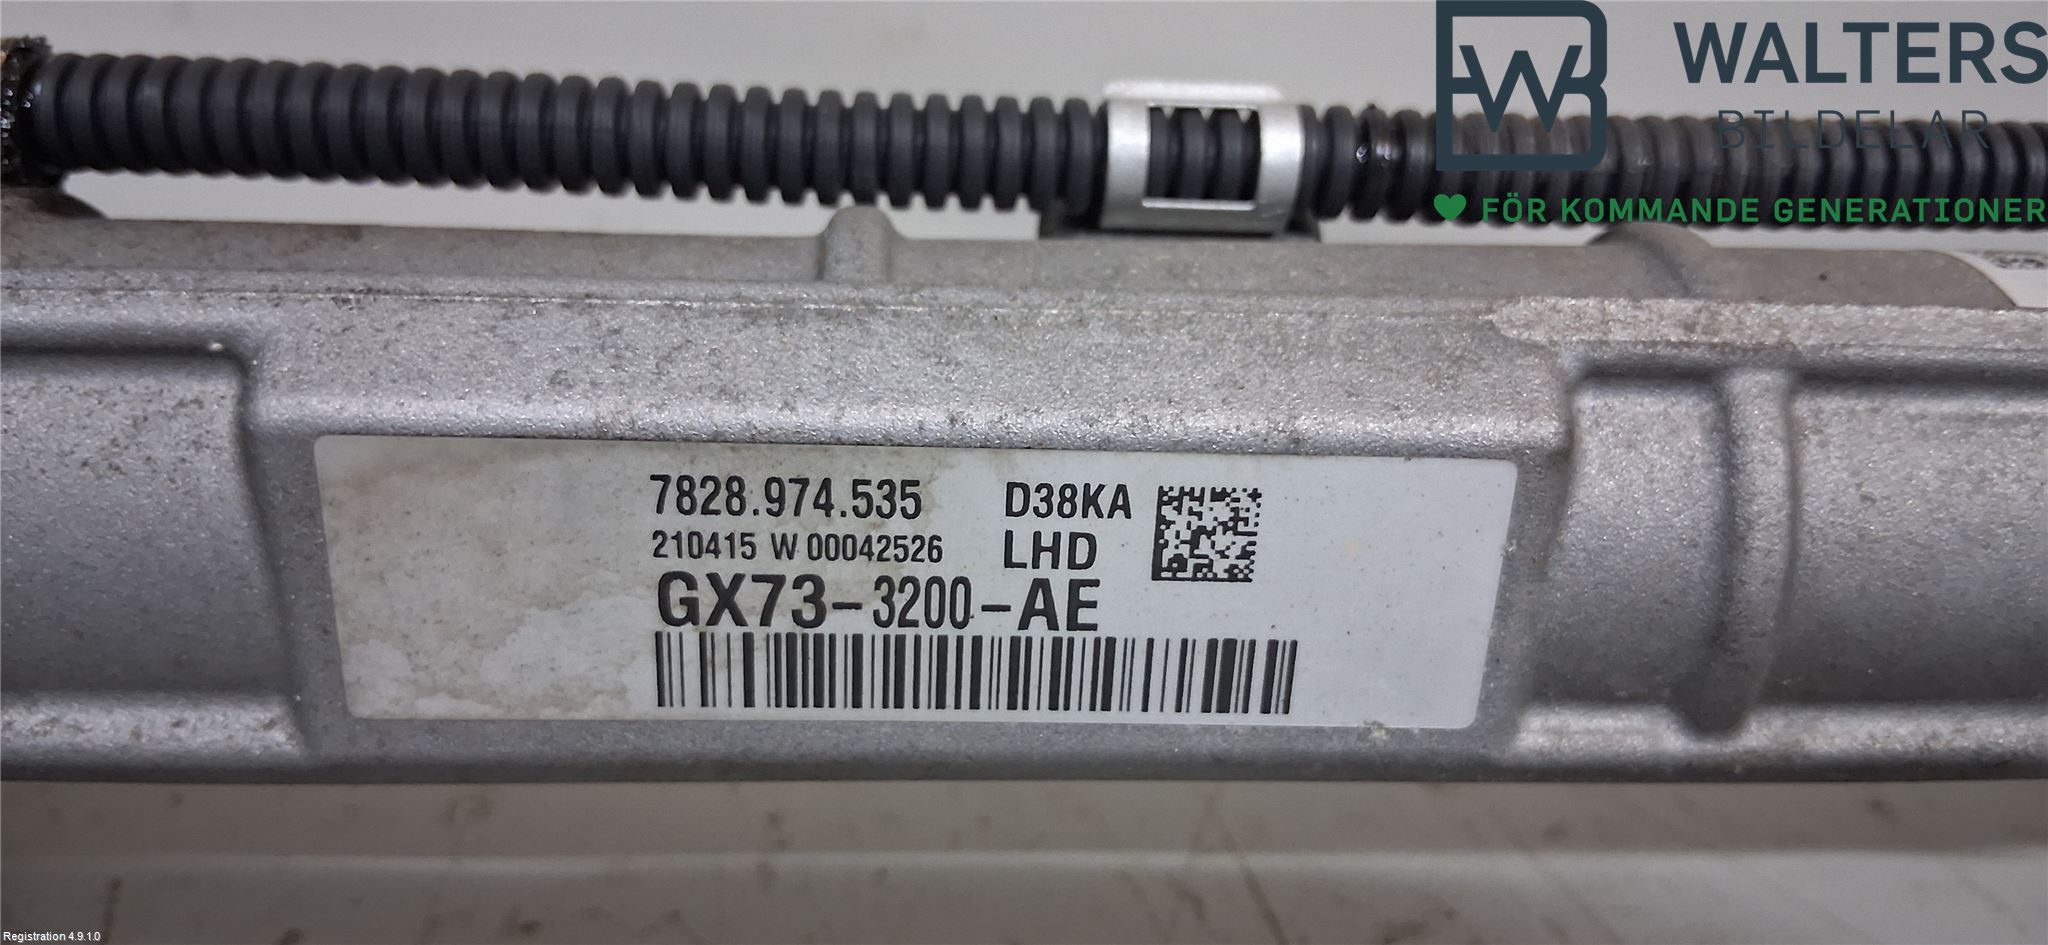 WALTERS
BILDELAR
FÖR KOMMANDE GENERATIONER
7828.974.535 D38KA
210415 W 00042526 LHD
GX73-3200-AE
Registration 4.9.1.0